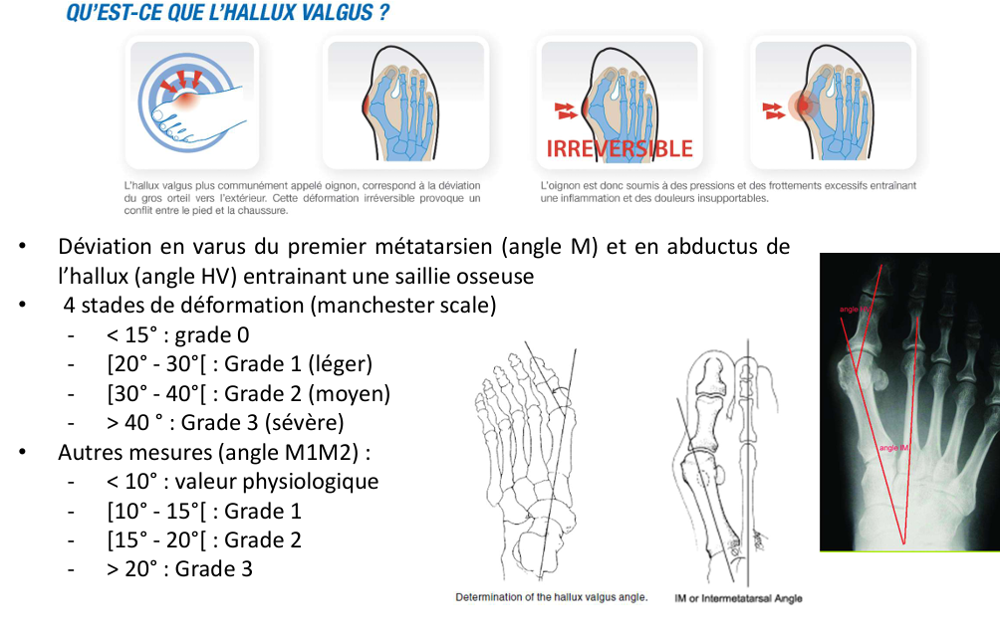 QU'EST-CE QUE L'HALLUX VALGUS ?
IRREVERSIBLE
L'hallux valgus plus communément appelé oignon, correspond à la déviation
du gros orteil vers l'extérieur. Cette déformation irréversible provoque un
conflit entre le pied et la chaussure.
L'oignon est donc soumis à des pressions et des frottements excessifs entraînant
une inflammation et des douleurs insupportables.
• Déviation en varus du premier métatarsien (angle M) et en abductus de
l'hallux (angle HV) entrainant une saillie osseuse
• 4 stades de déformation (manchester scale)
- < 15° : grade 0
- [20° - 30°[ : Grade 1 (léger)
- [30° - 40°[ : Grade 2 (moyen)
- > 40 ° : Grade 3 (sévère)
• Autres mesures (angle M1M2) :
- < 10° : valeur physiologique
- [10° - 15°[ : Grade 1
- [15° - 20°[ : Grade 2
- > 20° : Grade 3
angle
angle IM
Determination of the hallux valgus angle.
IM or Intermetatarsal Angle